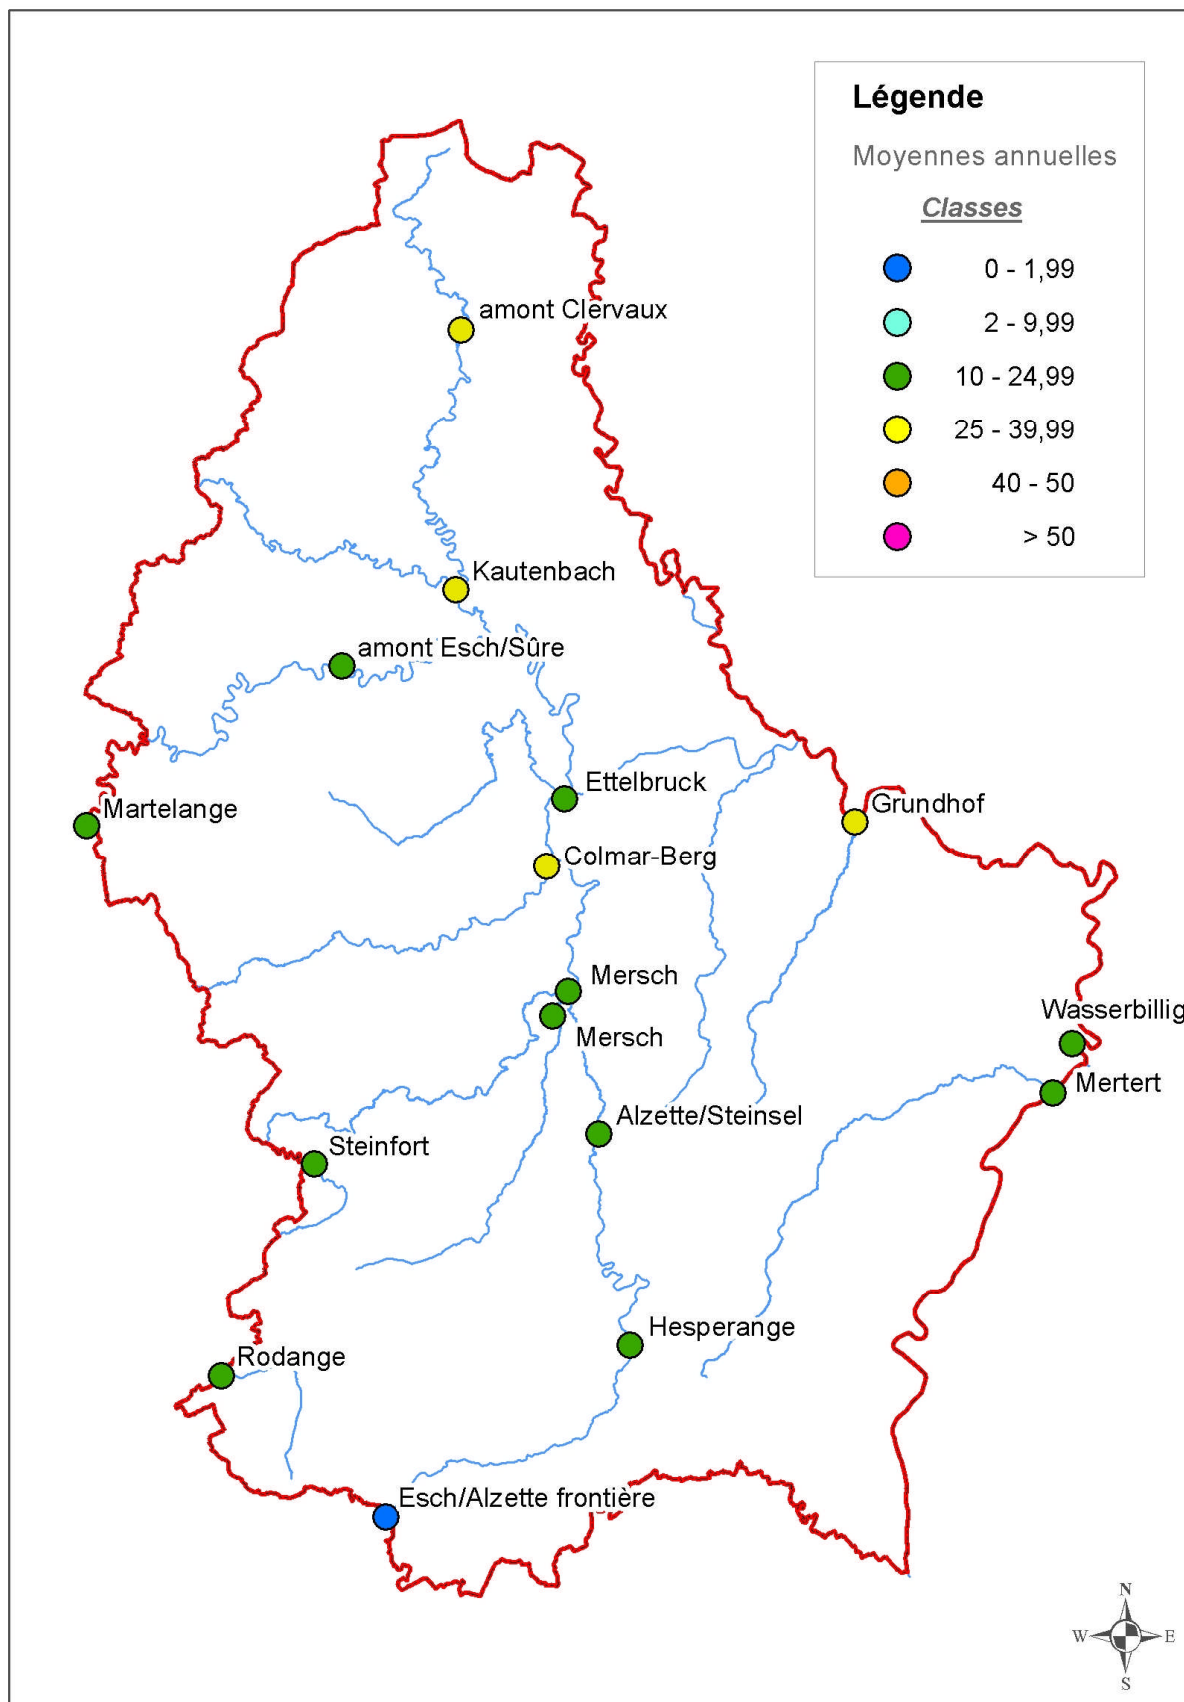 Légende
Moyennes annuelles
Classes
0 - 1,99
2 - 9,99
10 - 24,99
25 - 39,99
40 - 50
> 50
amont Clervaux
Kautenbach
amont Esch/Sûre
Ettelbruck
Martelange
Grundhof
Colmar-Berg
Mersch
Mersch
Wasserbillig
Mertert
Alzette/Steinsel
Steinfort
Hesperange
Rodange
Esch/Alzette frontière
N
W E
S